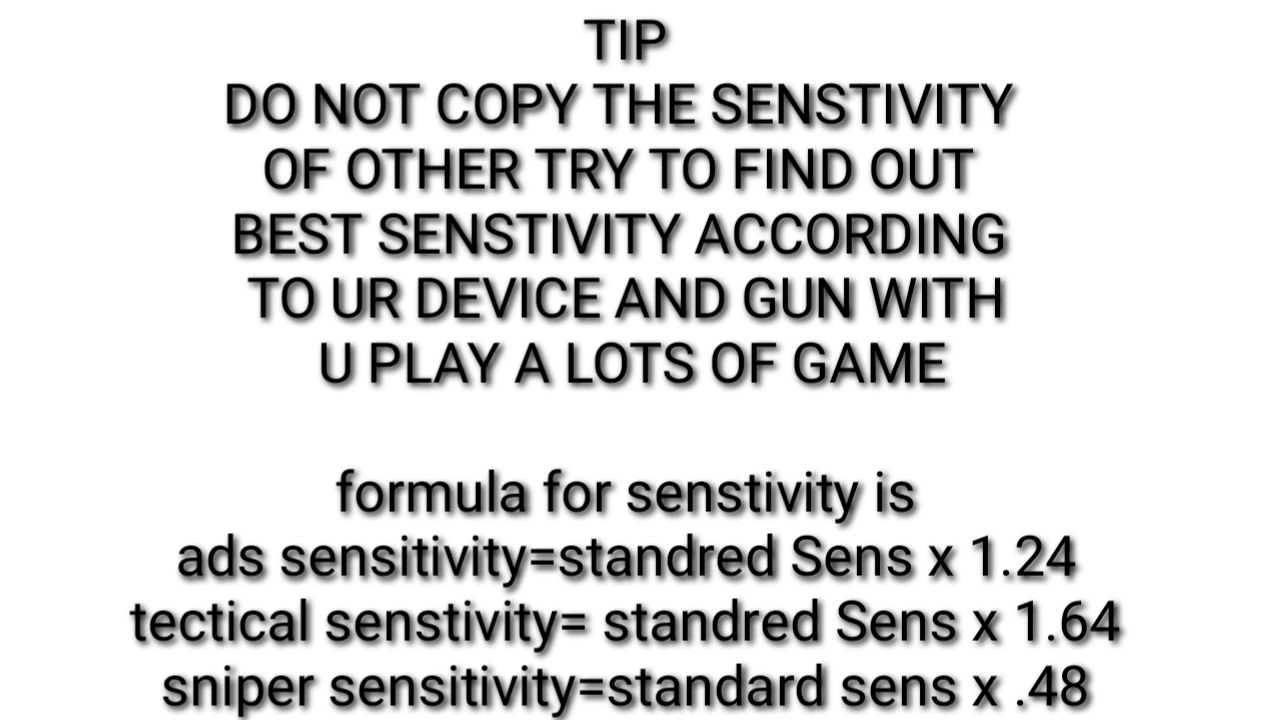 TIP
DO NOT COPY THE SENSTIVITY
OF OTHER TRY TO FIND OUT
BEST SENSTIVITY ACCORDING
TO UR DEVICE AND GUN WITH
U PLAY A LOTS OF GAME
formula for senstivity is
ads sensitivity=standred Sens x 1.24
tectical senstivity= standred Sens x 1.64
sniper sensitivity=standard sens x .48